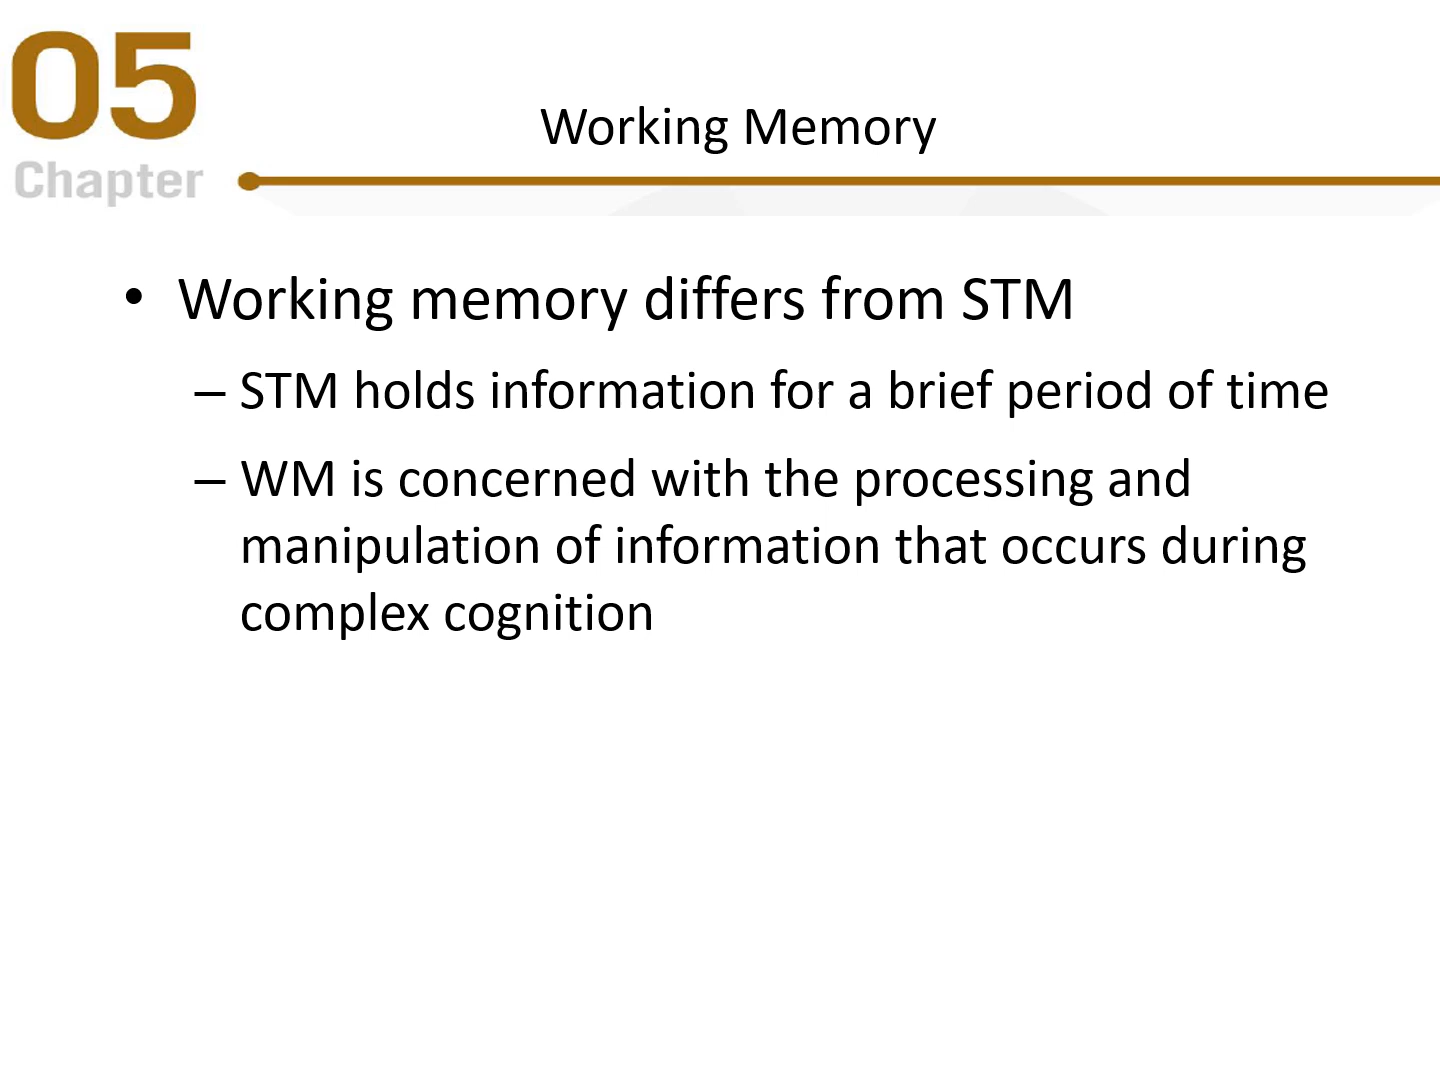 05
Chapter
Working Memory
• Working memory differs from STM
– STM holds information for a brief period of time
– WM is concerned with the processing and
manipulation of information that occurs during
complex cognition